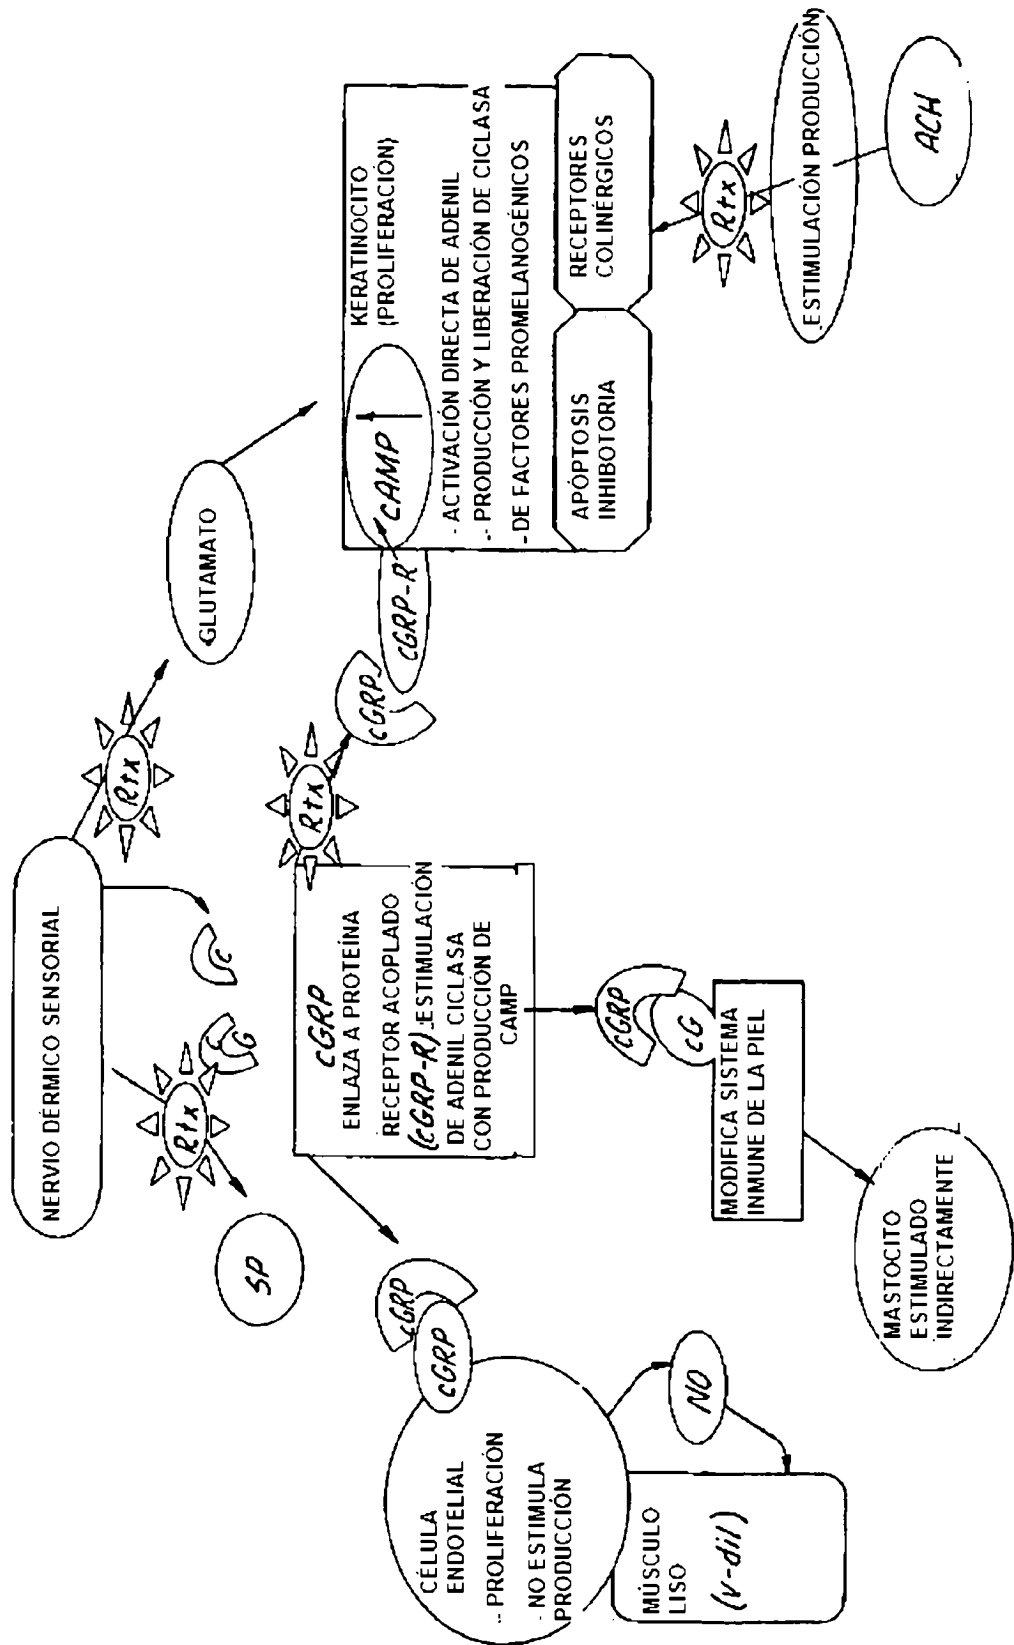 NERVIO DÉRMICO SENSORIAL
Rtx
GLUTAMATO
Rtx
SP
C
CG
cGRP
ENLAZA A PROTEÍNA
RECEPTOR ACOPLADO
(cGRP-R).ESTIMULACIÓN
DE ADENIL CICLASA
CON PRODUCCIÓN DE
CAMP
Rtx
cGRP
cGRP-R
cAMP
KERATINOCITO
(PROLIFERACIÓN)
- ACTIVACIÓN DIRECTA DE ADENIL
-- PRODUCCIÓN Y LIBERACIÓN DE CICLASA
-DE FACTORES PROMELANOGÉNICOS
APÓPTOSIS
INHIBOTORIA
RECEPTORES
COLINÉRGICOS
Rtx
ESTIMULACIÓN PRODUCCIÓN
ACH
cGRP
cGRP
CÉLULA
ENDOTELIAL
-- PROLIFERACIÓN
- NO ESTIMULA
PRODUCCIÓN
NO
MÚSCULO
LISO
(v-dil)
cGRP
cG
MODIFICA SISTEMA
INMUNE DE LA PIEL
MASTOCITO
ESTIMULADO
INDIRECTAMENTE